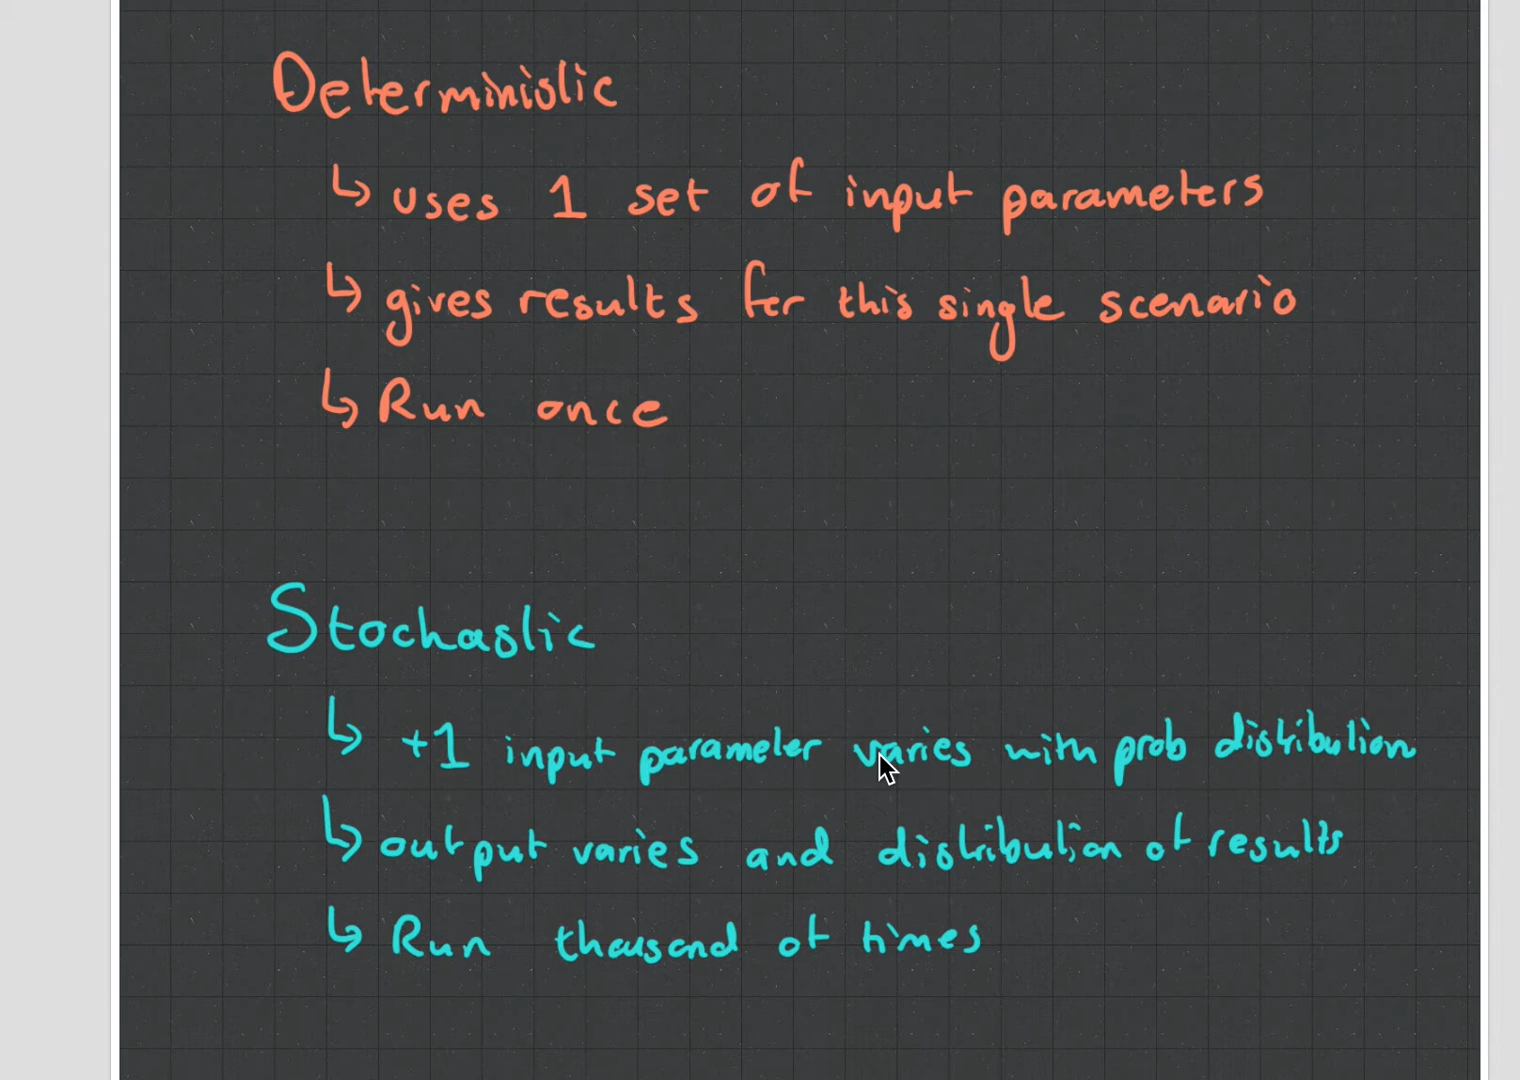 Deterministic
↳ uses 1 set of input parameters
↳ gives results for this single scenario
↳ Run once
Stochastic
↳ +1 input parameter varies with prob distribution
↳ output varies and distribution of results
↳ Run thousand of times